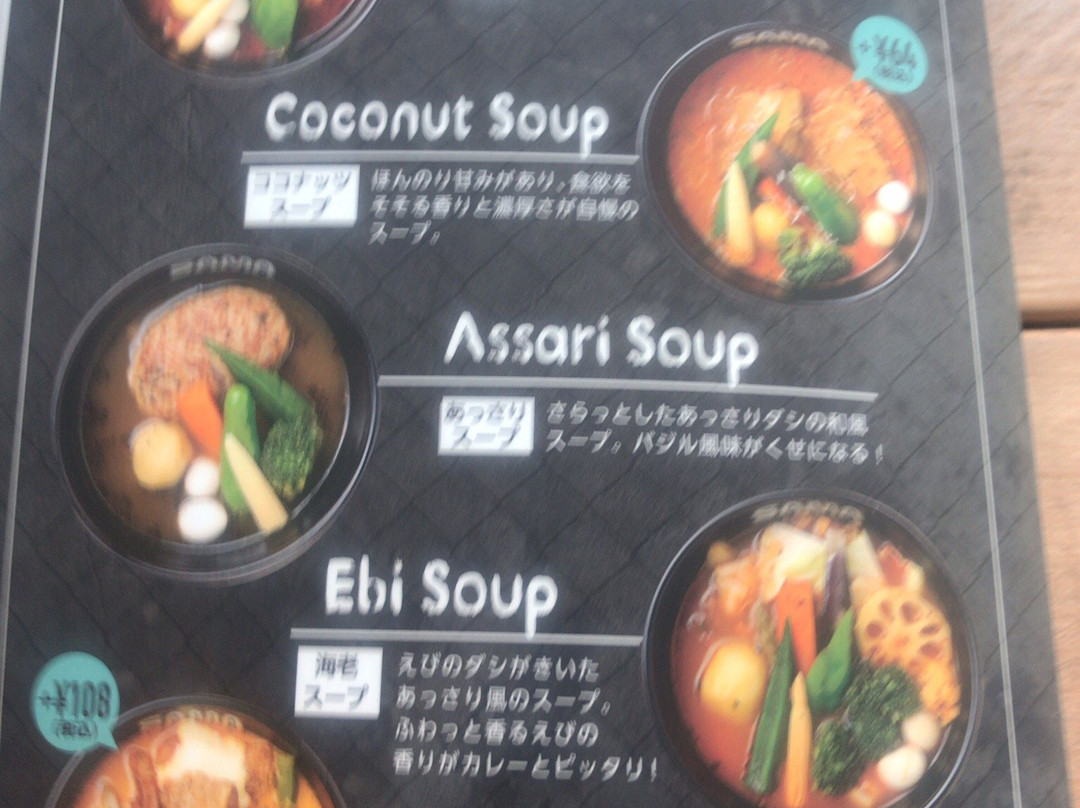 +¥64
(税込)
SAMA
Coconut Soup
ココナッツ
スープ
ほんのり甘みがあり、食欲を
そそる香りと濃厚さが自慢の
スープ。
SAMA
Assari Soup
あっさり
スープ
さらっとしたあっさりダシの和風
スープ。バジル風味がくせになる!
SAMA
Ebi Soup
海老
スープ
えびのダシがきいた
あっさり風のスープ。
ふわっと香るえびの
香りがカレーとピッタリ!
+¥108
(税込)
SAMA